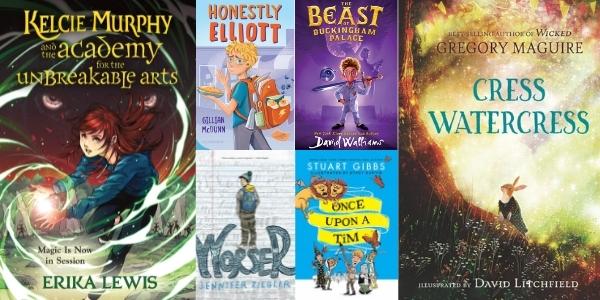 KELCIE MURPHY
AND THE academy
FOR THE
UNBREAKABLE ARTS
Magic Is Now
in Session
ERIKA LEWIS
HONESTLY
ELLIOTT
GILLIAN
McDUNN
THE
BEAST
OF
BUCKINGHAM
PALACE
David Walliams
WORSER
JENNIFER ZIEGLER
STUART GIBBS
ONCE
UPON A
TIM
BESTSELLING AUTHOR OF WICKED
GREGORY MAGUIRE
CRESS
WATERCRESS
ILLUSTRATED BY DAVID LITCHFIELD